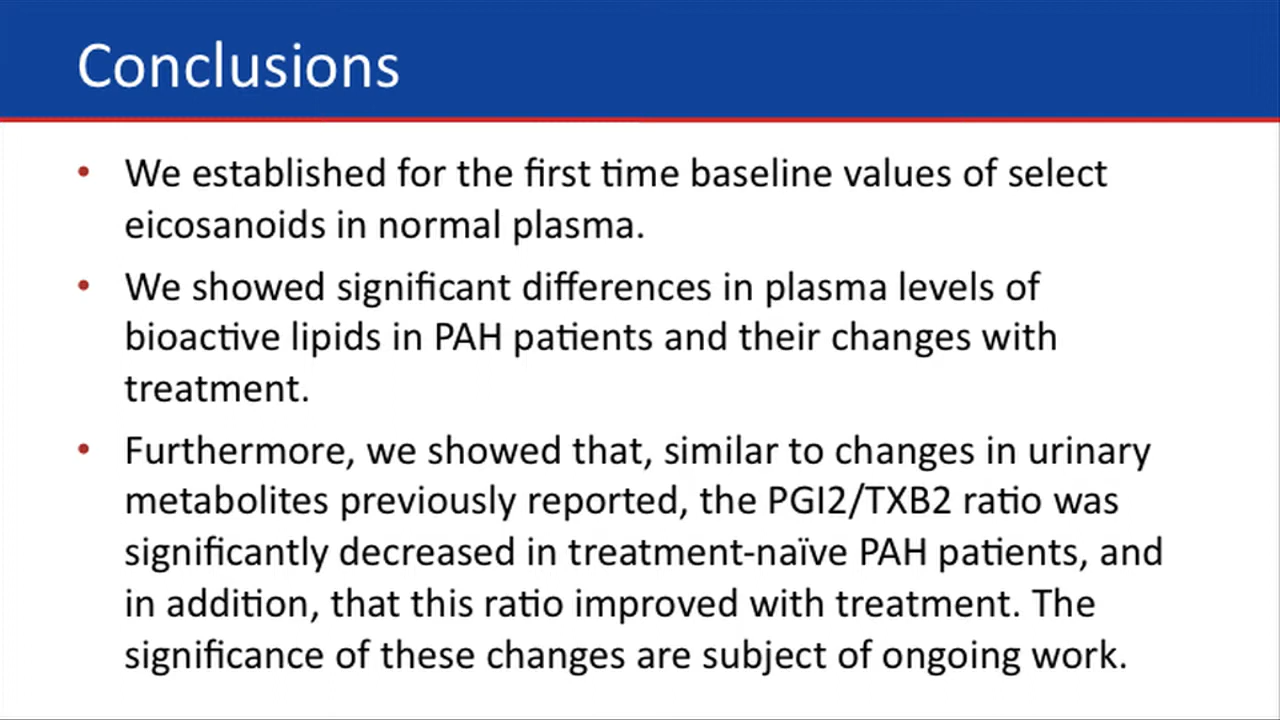 Conclusions
• We established for the first time baseline values of select
eicosanoids in normal plasma.
• We showed significant differences in plasma levels of
bioactive lipids in PAH patients and their changes with
treatment.
• Furthermore, we showed that, similar to changes in urinary
metabolites previously reported, the PGI2/TXB2 ratio was
significantly decreased in treatment-naïve PAH patients, and
in addition, that this ratio improved with treatment. The
significance of these changes are subject of ongoing work.